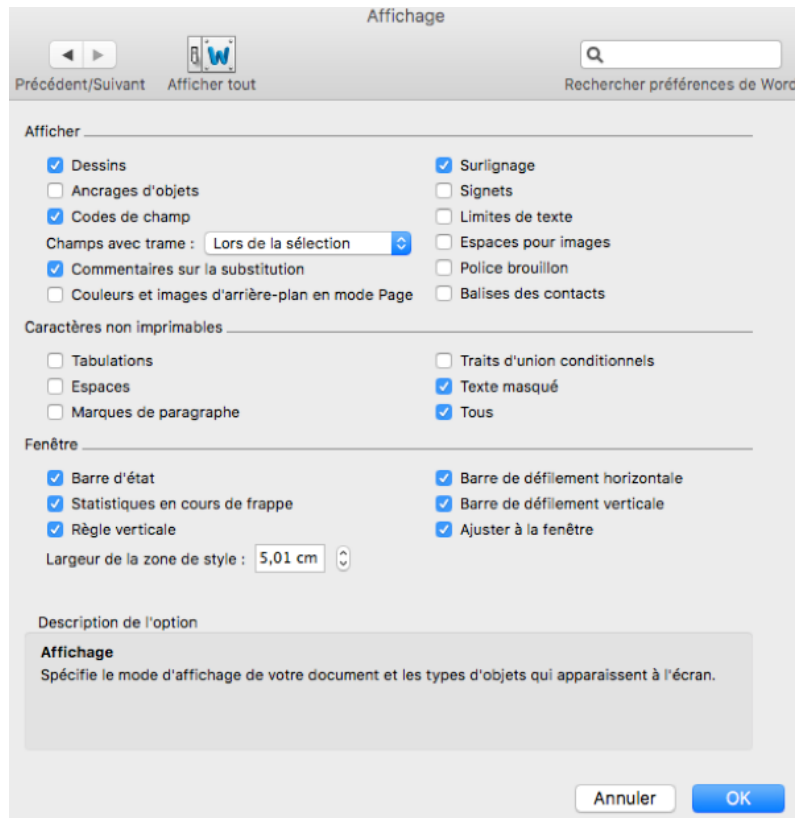 Affichage
Précédent/Suivant Afficher tout Rechercher préférences de Word
Afficher
Dessins
Ancrages d'objets
Codes de champ
Champs avec trame : Lors de la sélection
Commentaires sur la substitution
Couleurs et images d'arrière-plan en mode Page
Surlignage
Signets
Limites de texte
Espaces pour images
Police brouillon
Balises des contacts
Caractères non imprimables
Tabulations
Espaces
Marques de paragraphe
Traits d'union conditionnels
Texte masqué
Tous
Fenêtre
Barre d'état
Statistiques en cours de frappe
Règle verticale
Largeur de la zone de style : 5,01 cm
Barre de défilement horizontale
Barre de défilement verticale
Ajuster à la fenêtre
Description de l'option
Affichage
Spécifie le mode d'affichage de votre document et les types d'objets qui apparaissent à l'écran.
Annuler OK